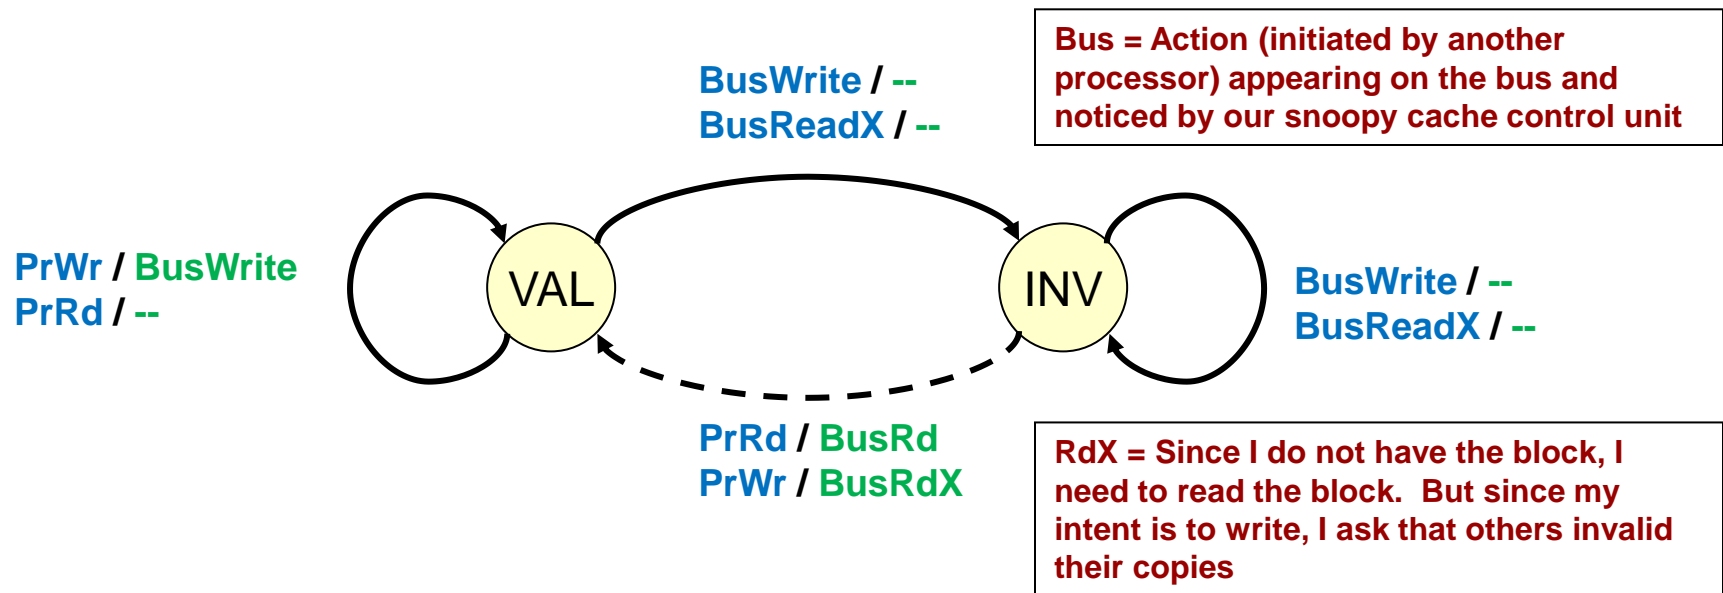 Bus = Action (initiated by another
processor) appearing on the bus and
noticed by our snoopy cache control unit
BusWrite / --
BusReadX / --
PrWr / BusWrite
PrRd / --
VAL
INV
BusWrite / --
BusReadX / --
PrRd / BusRd
PrWr / BusRdX
RdX = Since I do not have the block, I
need to read the block.  But since my
intent is to write, I ask that others invalid
their copies